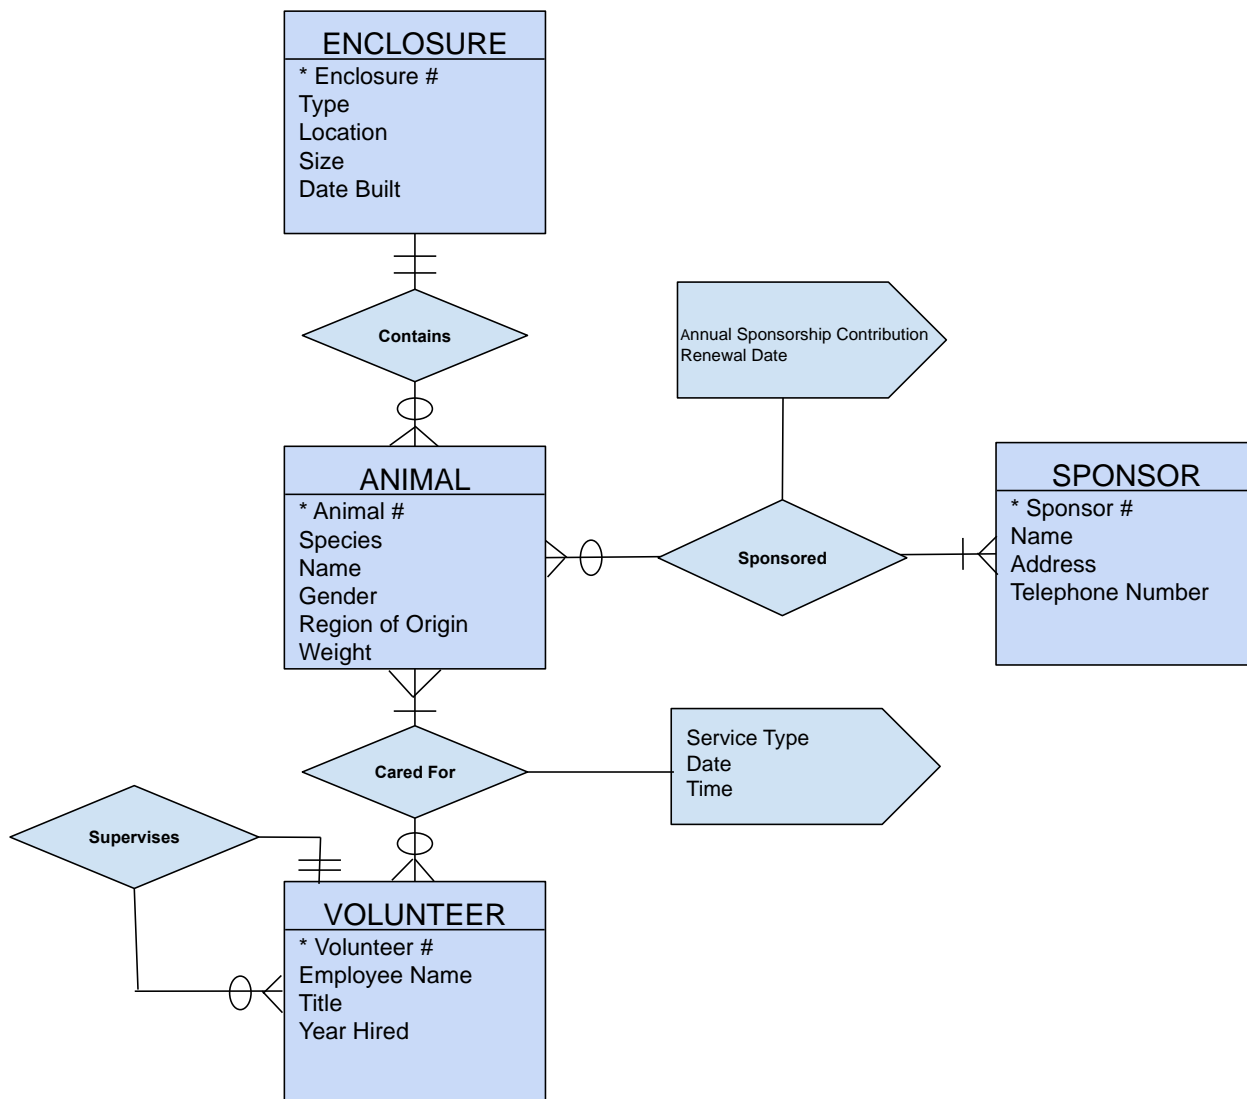 ENCLOSURE
* Enclosure #
Type
Location
Size
Date Built
Contains
Annual Sponsorship Contribution
Renewal Date
ANIMAL
* Animal #
Species
Name
Gender
Region of Origin
Weight
Sponsored
SPONSOR
* Sponsor #
Name
Address
Telephone Number
Cared For
Service Type
Date
Time
Supervises
VOLUNTEER
* Volunteer #
Employee Name
Title
Year Hired